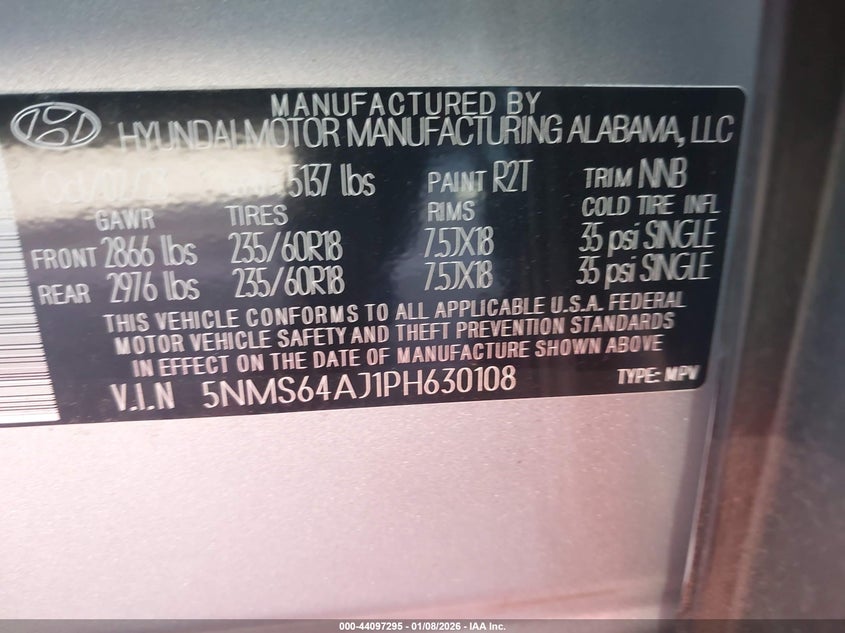 MANUFACTURED BY
HYUNDAI MOTOR MANUFACTURING ALABAMA, LLC
5137 lbs PAINT R2T TRIM NNB
GAWR TIRES RIMS COLD TIRE INFL
FRONT 2866 lbs 235/60R18 7.5JX18 35 psi SINGLE
REAR 2976 lbs 235/60R18 7.5JX18 35 psi SINGLE
THIS VEHICLE CONFORMS TO ALL APPLICABLE U.S.A. FEDERAL
MOTOR VEHICLE SAFETY AND THEFT PREVENTION STANDARDS
IN EFFECT ON THE DATE OF MANUFACTURE SHOWN ABOVE
V.I.N 5NMS64AJ1PH630108 TYPE: MPV
000-44097295 - 01/08/2026 - IAA Inc.